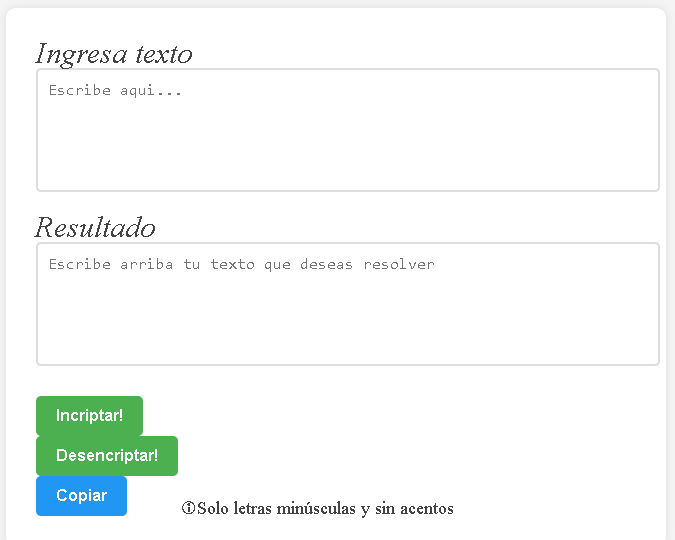 Ingresa texto
Escribe aqui...
Resultado
Escribe arriba tu texto que deseas resolver
Incriptar!
Desencriptar!
Copiar
ⓘSolo letras minúsculas y sin acentos